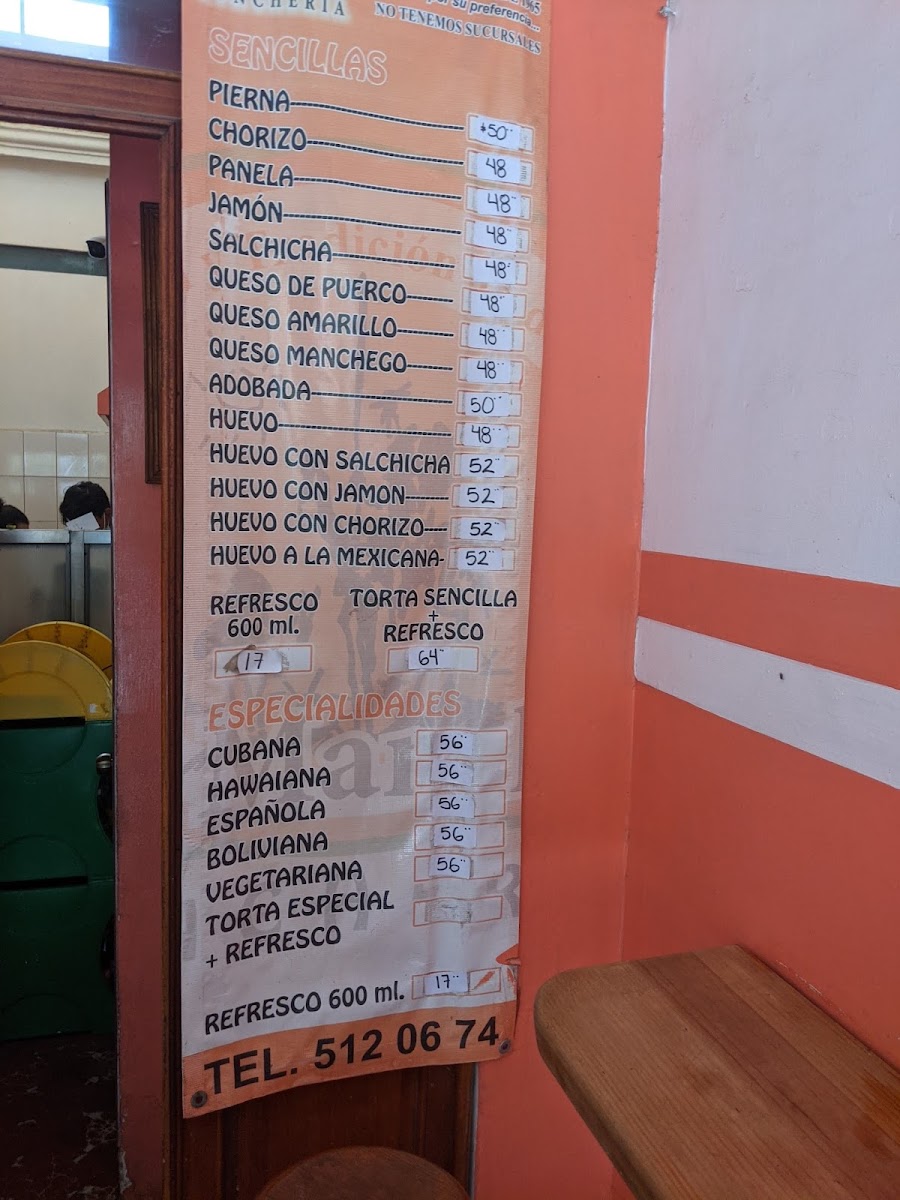 NCHERIA
su preferencia...
NO TENEMOS SUCURSALES
SENCILLAS
PIERNA $50
CHORIZO 48
PANELA 48
JAMÓN 48
SALCHICHA 48
QUESO DE PUERCO 48
QUESO AMARILLO 48
QUESO MANCHEGO 48
ADOBADA 50
HUEVO 48
HUEVO CON SALCHICHA 52
HUEVO CON JAMON 52
HUEVO CON CHORIZO 52
HUEVO A LA MEXICANA- 52
REFRESCO
600 ml.
17
TORTA SENCILLA
+
REFRESCO
64
ESPECIALIDADES
CUBANA 56
HAWAIANA 56
ESPAÑOLA 56
BOLIVIANA 56
VEGETARIANA 56
TORTA ESPECIAL
+ REFRESCO
REFRESCO 600 ml. 17
TEL. 512 06 74